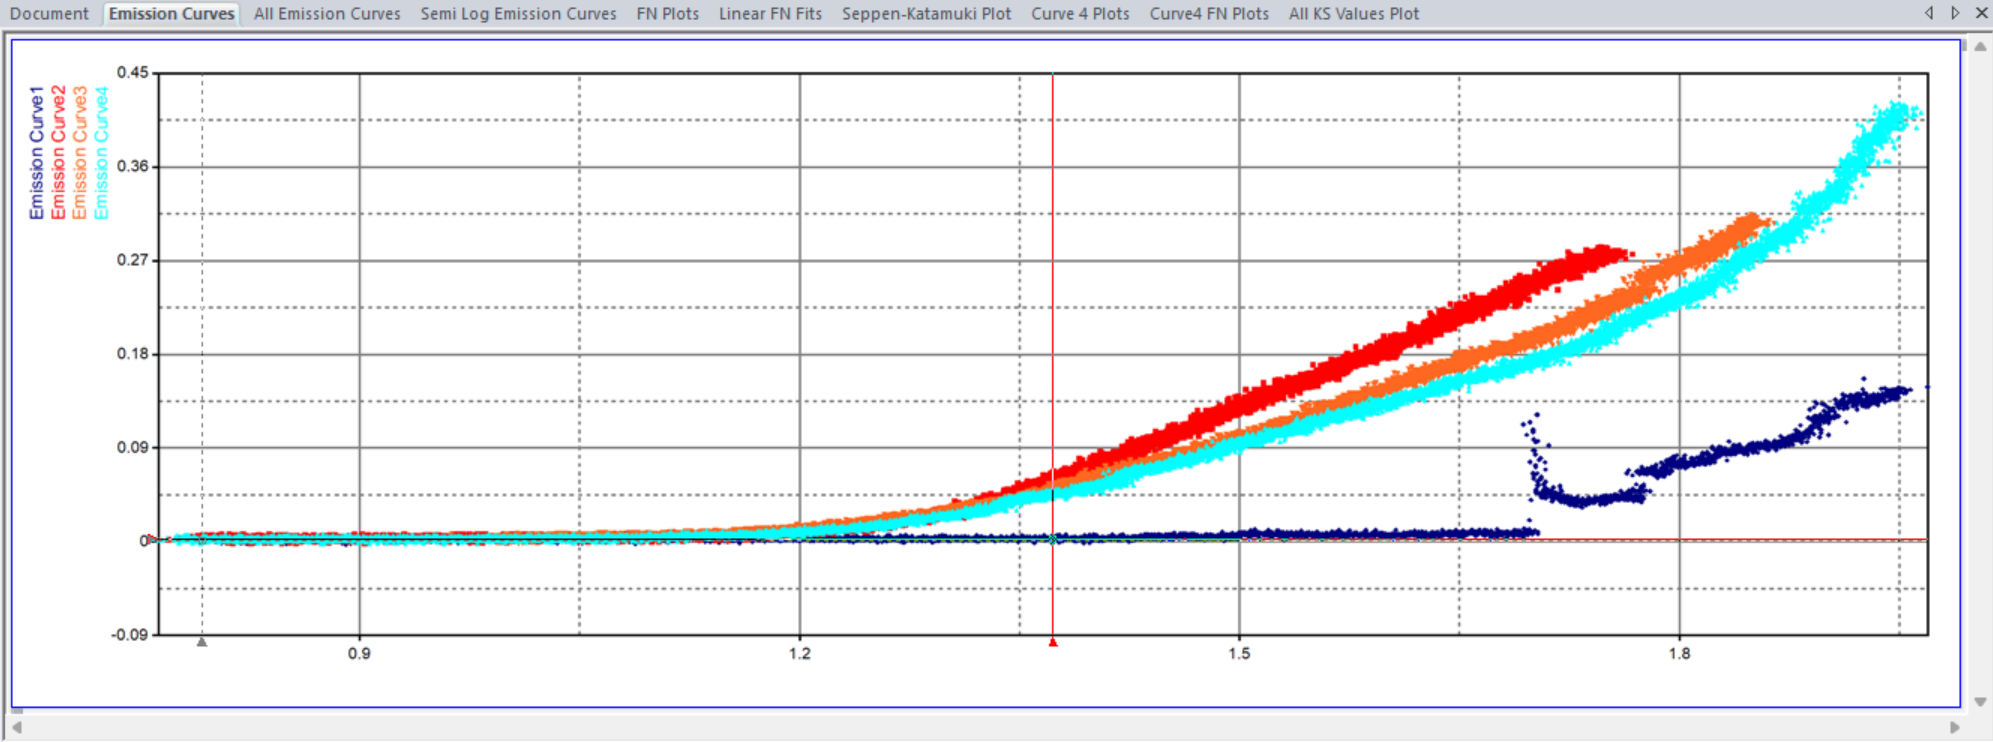 Document Emission Curves All Emission Curves Semi Log Emission Curves FN Plots Linear FN Fits Seppen-Katamuki Plot Curve 4 Plots Curve4 FN Plots All KS Values Plot
Emission Curve1
Emission Curve2
Emission Curve3
Emission Curve4
0.45
0.36
0.27
0.18
0.09
0
-0.09
0.9 1.2 1.5 1.8